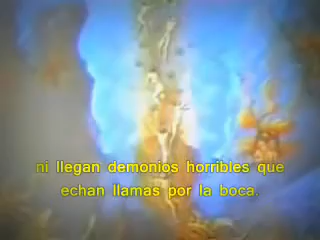 ni llegan demonios horribles que
echan llamas por la boca.